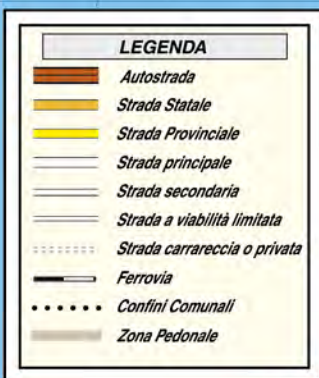 LEGENDA
Autostrada
Strada Statale
Strada Provinciale
Strada principale
Strada secondaria
Strada a viabilità limitata
Strada carrareccia o privata
Ferrovia
Confini Comunali
Zona Pedonale